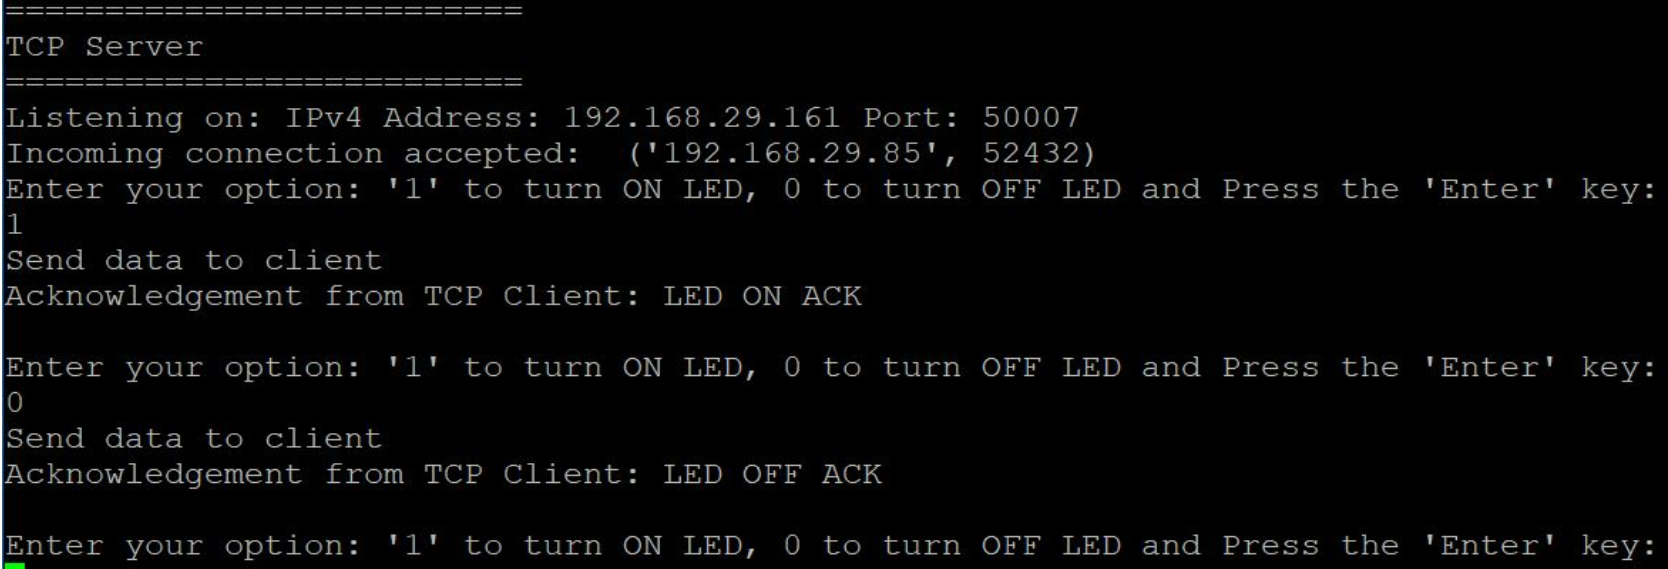 ==========================
TCP Server
==========================
Listening on: IPv4 Address: 192.168.29.161 Port: 50007
Incoming connection accepted:  ('192.168.29.85', 52432)
Enter your option: '1' to turn ON LED, 0 to turn OFF LED and Press the 'Enter' key:
1
Send data to client
Acknowledgement from TCP Client: LED ON ACK
Enter your option: '1' to turn ON LED, 0 to turn OFF LED and Press the 'Enter' key:
0
Send data to client
Acknowledgement from TCP Client: LED OFF ACK
Enter your option: '1' to turn ON LED, 0 to turn OFF LED and Press the 'Enter' key: